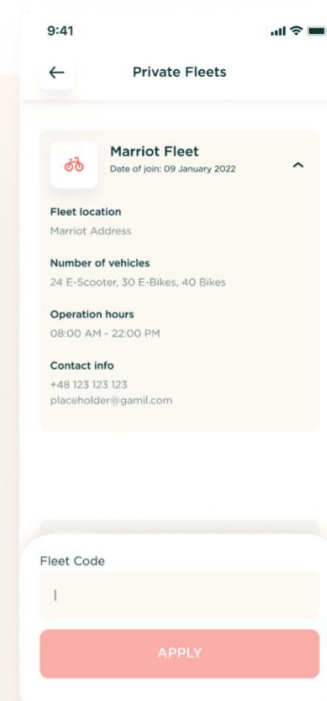 9:41
Private Fleets
Marriot Fleet
Date of join: 09 January 2022
Fleet location
Marriot Address
Number of vehicles
24 E-Scooter, 30 E-Bikes, 40 Bikes
Operation hours
08:00 AM - 22:00 PM
Contact info
+48 123 123 123
placeholder@gamil.com
Fleet Code
APPLY